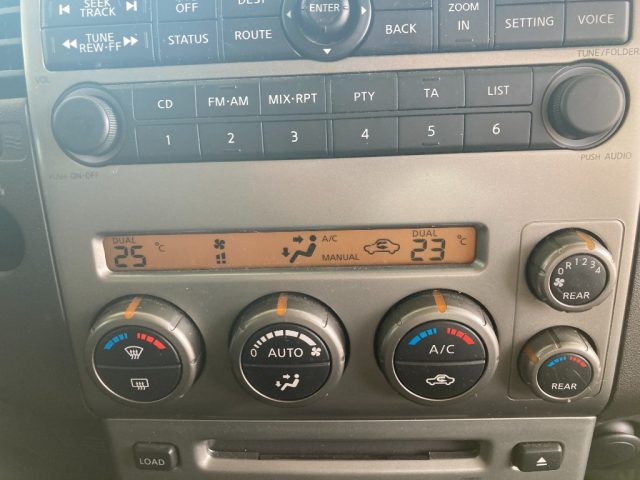 SEEK TRACK
OFF
DEST
ENTER
ZOOM IN
SETTING
VOICE
TUNE REW·FF
STATUS
ROUTE
BACK
VOL
TUNE/FOLDER
CD
FM·AM
MIX·RPT
PTY
TA
LIST
1
2
3
4
5
6
PUSH ON·OFF
PUSH AUDIO
DUAL
25 °C
A/C
MANUAL
DUAL
23 °C
0 R 1 2 3 4
REAR
0 AUTO
A/C
REAR
LOAD